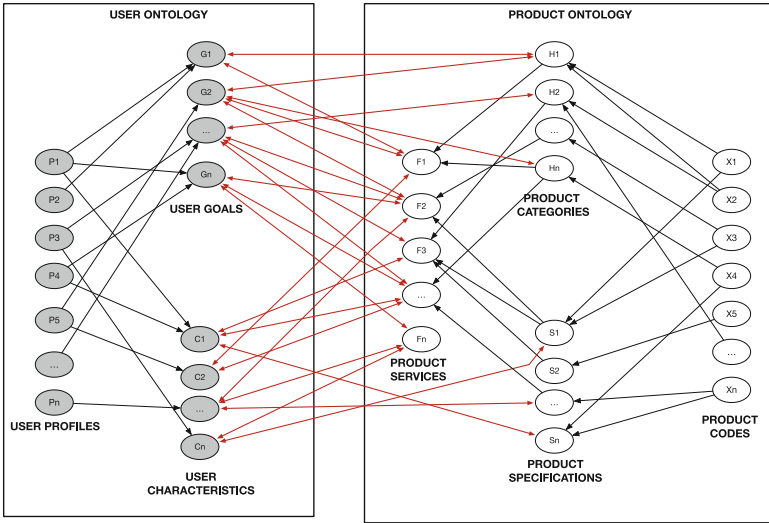 USER ONTOLOGY
PRODUCT ONTOLOGY
G1
G2
...
Gn
USER GOALS
P1
P2
P3
P4
P5
...
Pn
USER PROFILES
C1
C2
...
Cn
USER
CHARACTERISTICS
F1
F2
F3
...
Fn
PRODUCT
SERVICES
H1
H2
...
Hn
PRODUCT
CATEGORIES
S1
S2
...
Sn
PRODUCT
SPECIFICATIONS
X1
X2
X3
X4
X5
...
Xn
PRODUCT
CODES